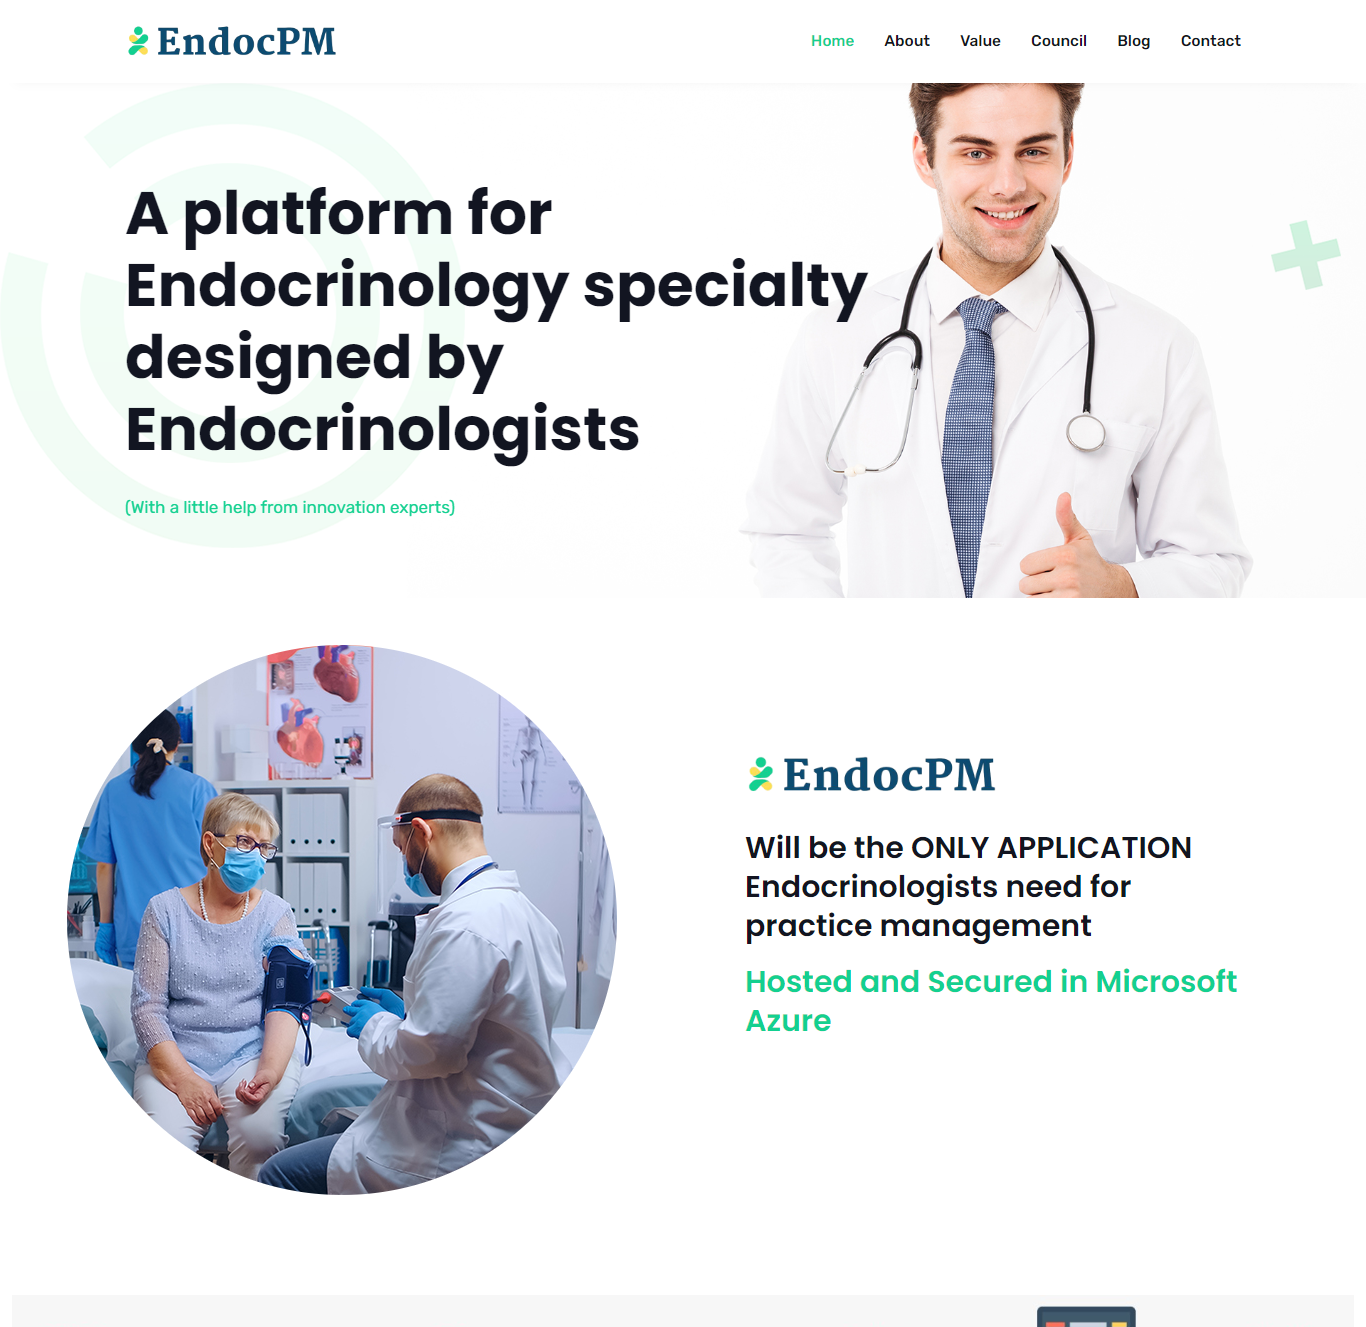 EndocPM
Home About Value Council Blog Contact
A platform for
Endocrinology specialty
designed by
Endocrinologists
(With a little help from innovation experts)
EndocPM
Will be the ONLY APPLICATION
Endocrinologists need for
practice management
Hosted and Secured in Microsoft
Azure